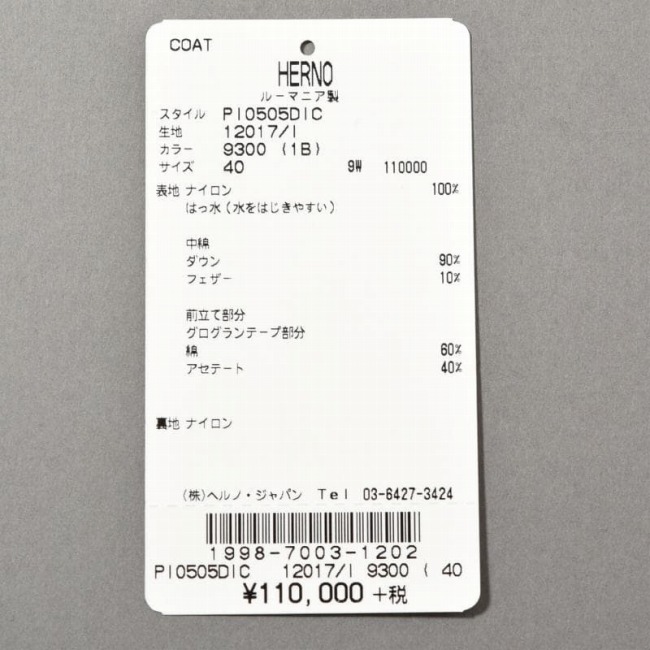 COAT
HERNO
ルーマニア製
スタイル PI0505DIC
生地 12017/I
カラー 9300 (1B)
サイズ 40 9W 110000
表地 ナイロン 100%
はっ水(水をはじきやすい)
中綿
ダウン 90%
フェザー 10%
前立て部分
グログランテープ部分
綿 60%
アセテート 40%
裏地 ナイロン
(株)ヘルノ・ジャパン Tel 03-6427-3424
1998-7003-1202
PI0505DIC 12017/I 9300 ( 40
¥110,000 +税